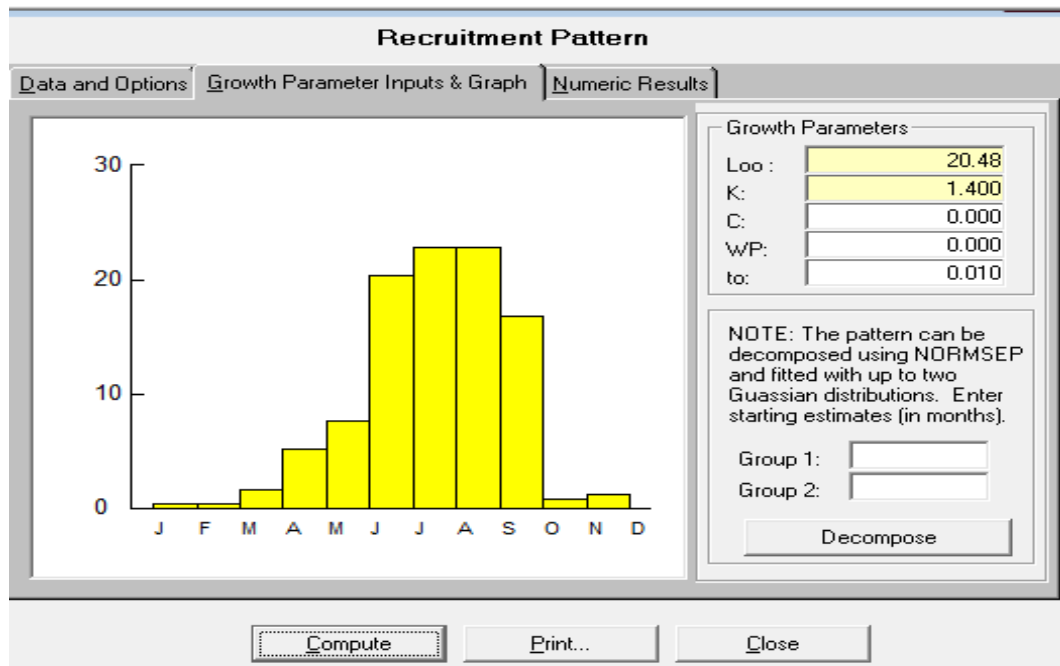 Recruitment Pattern
Data and Options
Growth Parameter Inputs & Graph
Numeric Results
30
20
10
0
J F M A M J J A S O N D
Growth Parameters
Loo : 20.48
K: 1.400
C: 0.000
WP: 0.000
to: 0.010
NOTE: The pattern can be
decomposed using NORMSEP
and fitted with up to two
Guassian distributions. Enter
starting estimates (in months).
Group 1:
Group 2:
Decompose
Compute
Print...
Close